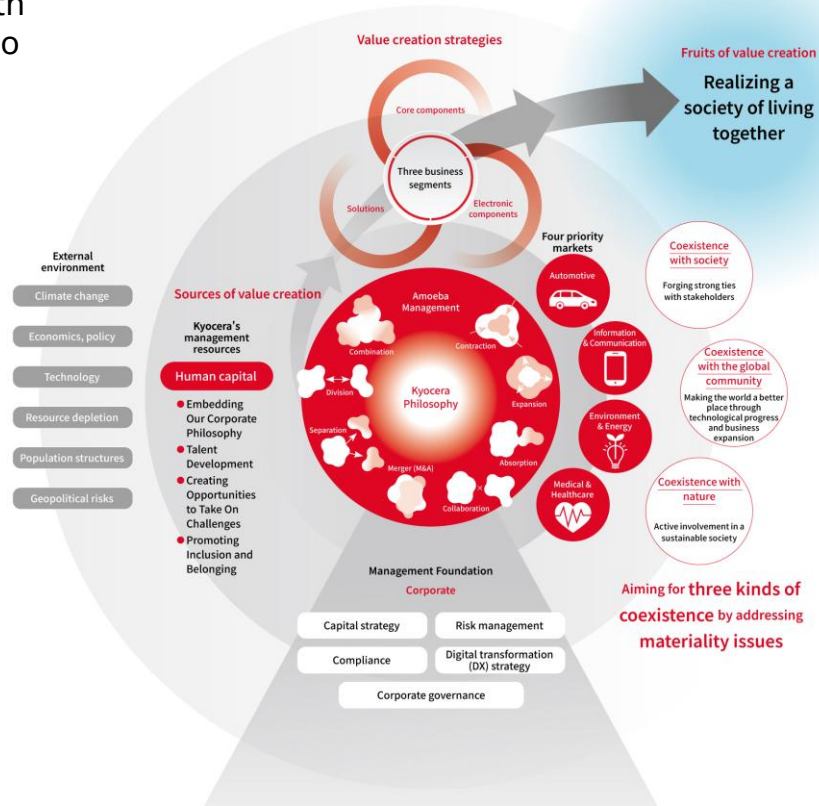 th
o
Value creation strategies
Core components
Three business
segments
Solutions
Electronic
components
Fruits of value creation
Realizing a
society of living
together
External
environment
Climate change
Economics, policy
Technology
Resource depletion
Population structures
Geopolitical risks
Sources of value creation
Kyocera's
management
resources
Human capital
●Embedding
Our Corporate
Philosophy
●Talent
Development
●Creating
Opportunities
to Take On
Challenges
●Promoting
Inclusion and
Belonging
Amoeba
Management
Combination
Contraction
Division
Expansion
Kyocera
Philosophy
Separation
Absorption
Merger (M&A)
Collaboration
Four priority
markets
Automotive
Information
& Communication
Environment
& Energy
Medical &
Healthcare
Coexistence
with society
Forging strong ties
with stakeholders
Coexistence
with the global
community
Making the world a better
place through
technological progress
and business
expansion
Coexistence with
nature
Active involvement in a
sustainable society
Aiming for three kinds of
coexistence by addressing
materiality issues
Management Foundation
Corporate
Capital strategy
Risk management
Compliance
Digital transformation
(DX) strategy
Corporate governance